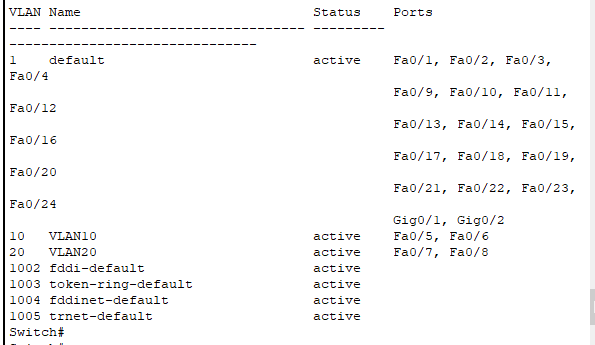 VLAN Name                             Status    Ports
---- -------------------------------- ---------
-------------------------------
1    default                          active    Fa0/1, Fa0/2, Fa0/3,
Fa0/4
                                                Fa0/9, Fa0/10, Fa0/11,
Fa0/12
                                                Fa0/13, Fa0/14, Fa0/15,
Fa0/16
                                                Fa0/17, Fa0/18, Fa0/19,
Fa0/20
                                                Fa0/21, Fa0/22, Fa0/23,
Fa0/24
                                                Gig0/1, Gig0/2
10   VLAN10                           active    Fa0/5, Fa0/6
20   VLAN20                           active    Fa0/7, Fa0/8
1002 fddi-default                     active
1003 token-ring-default               active
1004 fddinet-default                  active
1005 trnet-default                    active
Switch#